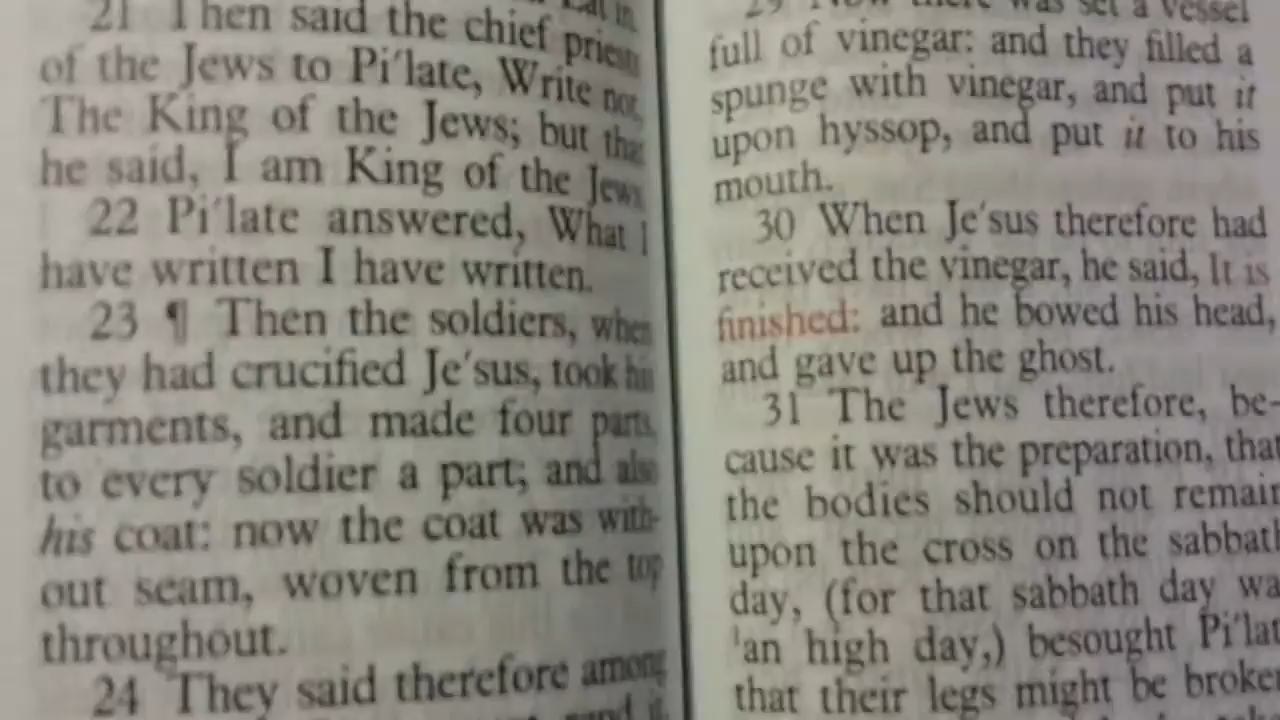 21 Then said the chief priests
of the Jews to Pi′late, Write not,
The King of the Jews; but that
he said, I am King of the Jews
22 Pi′late answered, What I
have written I have written.
23 ¶ Then the soldiers, when
they had crucified Je′sus, took his
garments, and made four parts,
to every soldier a part; and also
his coat: now the coat was with-
out seam, woven from the top
throughout.
24 They said therefore among
29 Now there was set a vessel
full of vinegar: and they filled a
spunge with vinegar, and put it
upon hyssop, and put it to his
mouth.
30 When Je′sus therefore had
received the vinegar, he said, It is
finished: and he bowed his head,
and gave up the ghost.
31 The Jews therefore, be-
cause it was the preparation, that
the bodies should not remain
upon the cross on the sabbath
day, (for that sabbath day wa
¹an high day,) besought Pi′lat
that their legs might be broken